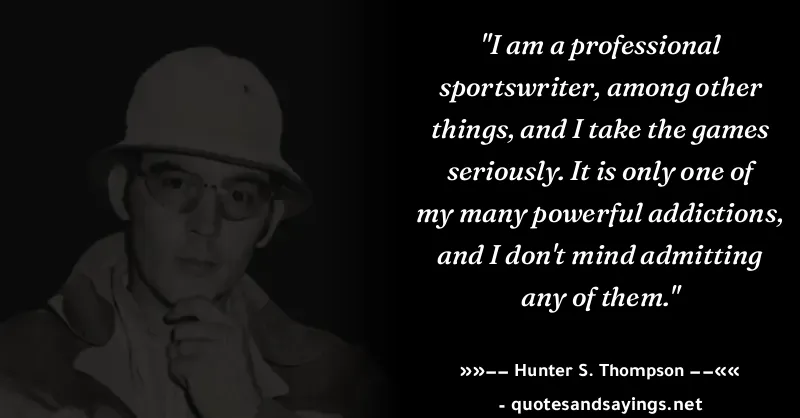 "I am a professional
sportswriter, among other
things, and I take the games
seriously. It is only one of
my many powerful addictions,
and I don't mind admitting
any of them."
»»–– Hunter S. Thompson ––««
- quotesandsayings.net